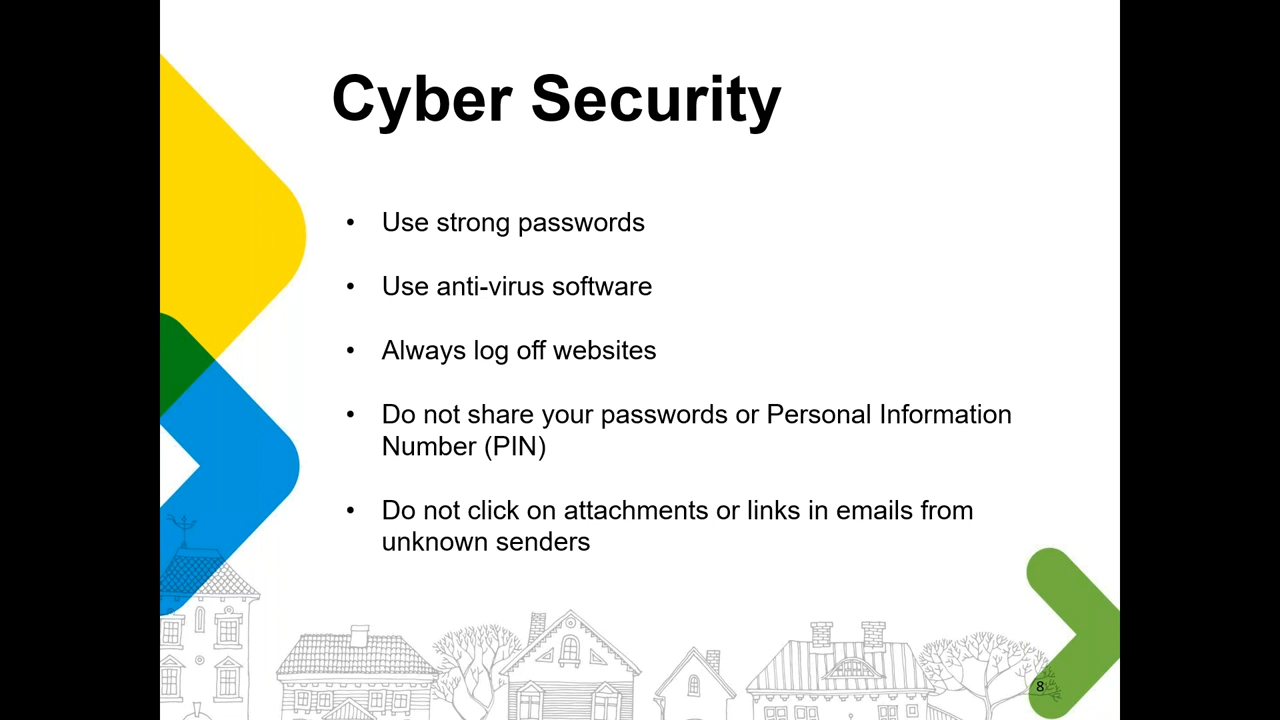 Cyber Security
• Use strong passwords
• Use anti-virus software
• Always log off websites
• Do not share your passwords or Personal Information
Number (PIN)
• Do not click on attachments or links in emails from
unknown senders
8